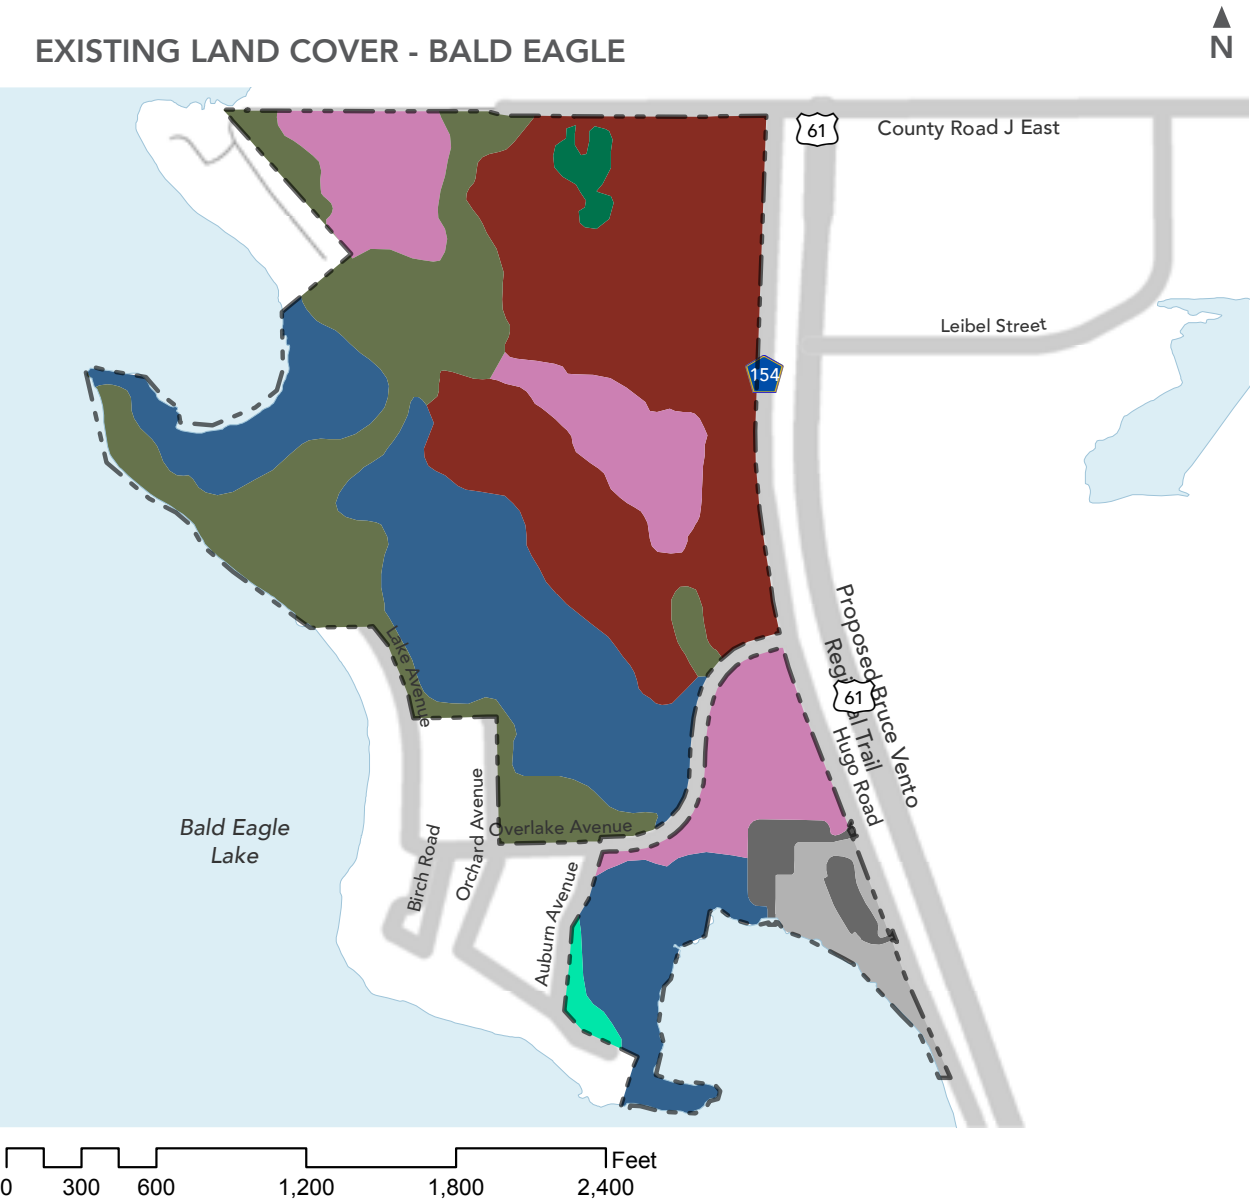 EXISTING LAND COVER - BALD EAGLE
N
61
County Road J East
Leibel Street
154
Proposed Bruce Vento
Regional Trail
61
Hugo Road
Lake Avenue
Orchard Avenue
Overlake Avenue
Birch Road
Auburn Avenue
Bald Eagle
Lake
Feet
0 300 600 1,200 1,800 2,400